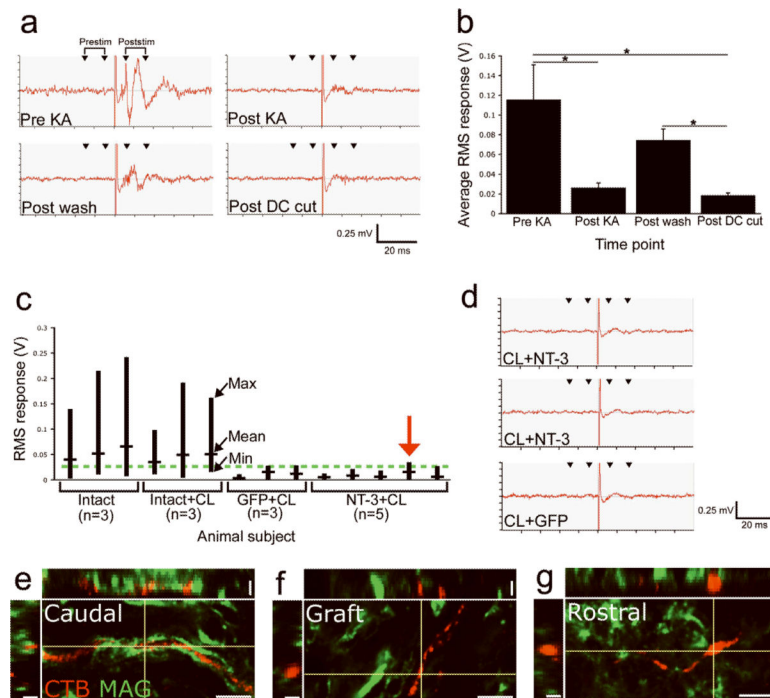 a
Prestim
Poststim
Pre KA
Post KA
Post wash
Post DC cut
0.25 mV
20 ms
b
Average RMS response (V)
0.16
0.14
0.12
0.10
0.08
0.06
0.04
0.02
0
*
*
*
Pre KA
Post KA
Post wash
Post DC cut
Time point
c
RMS response (V)
0.3
0.25
0.2
0.15
0.1
0.05
0
Max
Mean
Min
Intact
(n=3)
Intact+CL
(n=3)
GFP+CL
(n=3)
NT-3+CL
(n=5)
Animal subject
d
CL+NT-3
CL+NT-3
CL+GFP
0.25 mV
20 ms
e
Caudal
CTB MAG
f
Graft
g
Rostral